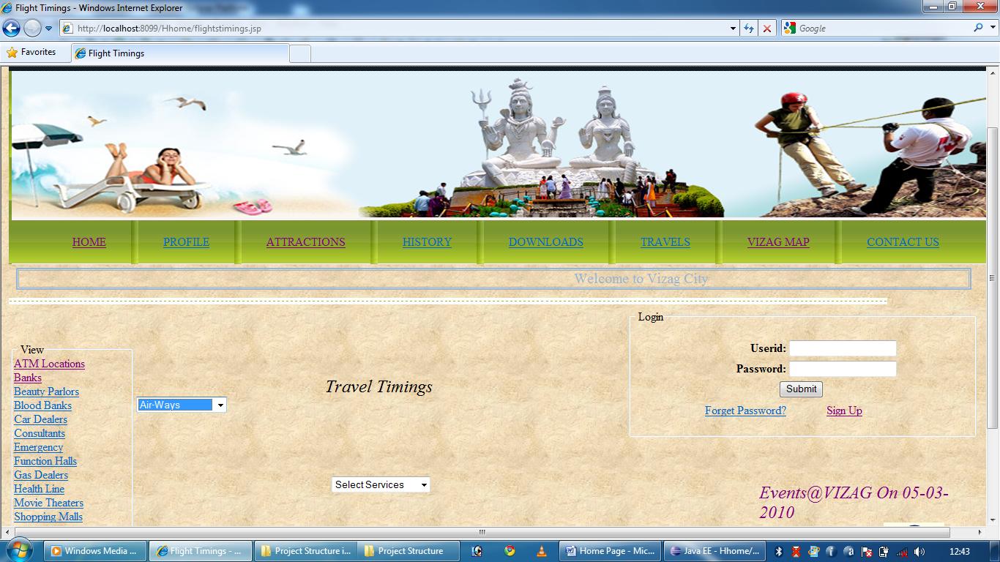 Flight Timings - Windows Internet Explorer
http://localhost:8099/Hhome/flightstimings.jsp
Google
Favorites
Flight Timings
HOME PROFILE ATTRACTIONS HISTORY DOWNLOADS TRAVELS VIZAG MAP CONTACT US
Welcome to Vizag City
View
ATM Locations
Banks
Beauty Parlors
Blood Banks
Car Dealers
Consultants
Emergency
Function Halls
Gas Dealers
Health Line
Movie Theaters
Shopping Malls
Air-Ways
Travel Timings
Select Services
Login
Userid:
Password:
Submit
Forget Password? Sign Up
Events@VIZAG On 05-03-
2010
Windows Media ... Flight Timings - ... Project Structure i... Project Structure Home Page - Mic... Java EE - Hhome/... 12:43